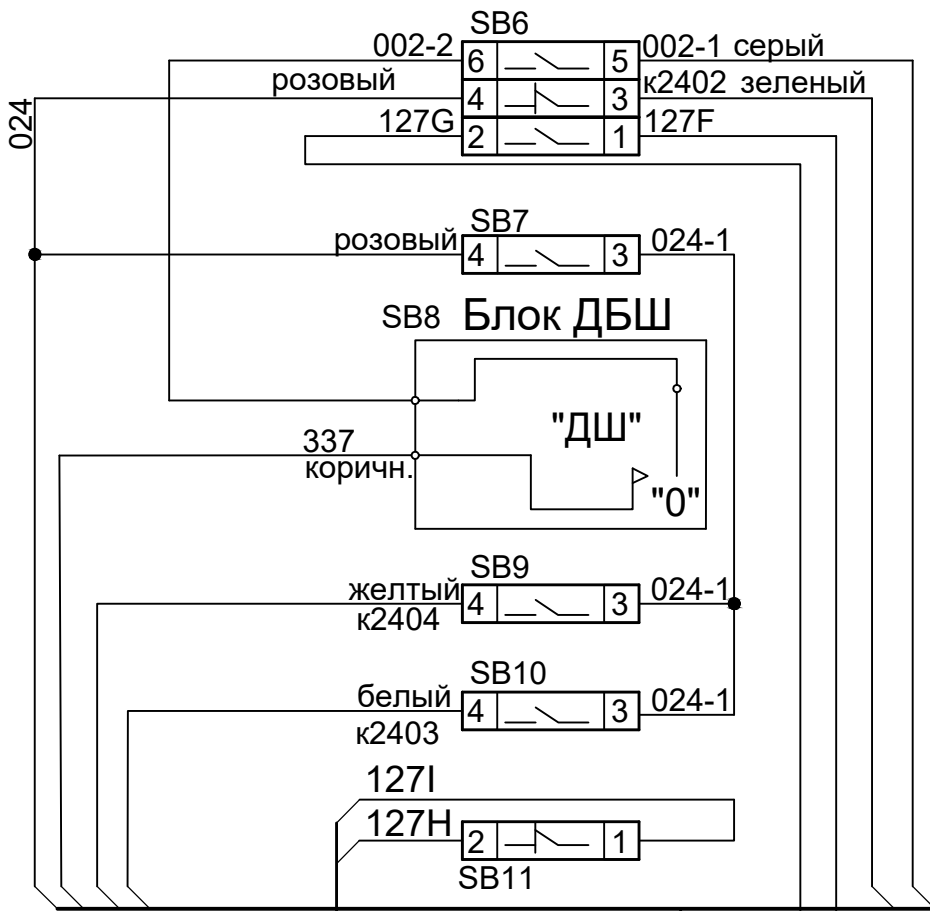 SB6
002-2 6 5 002-1 серый
розовый 4 3 к2402 зеленый
024
127G 2 1 127F
SB7
розовый 4 3 024-1
SB8 Блок ДБШ
"ДШ"
337
коричн.
"0"
SB9
желтый 4 3 024-1
к2404
SB10
белый 4 3 024-1
к2403
127I
127H 2 1
SB11